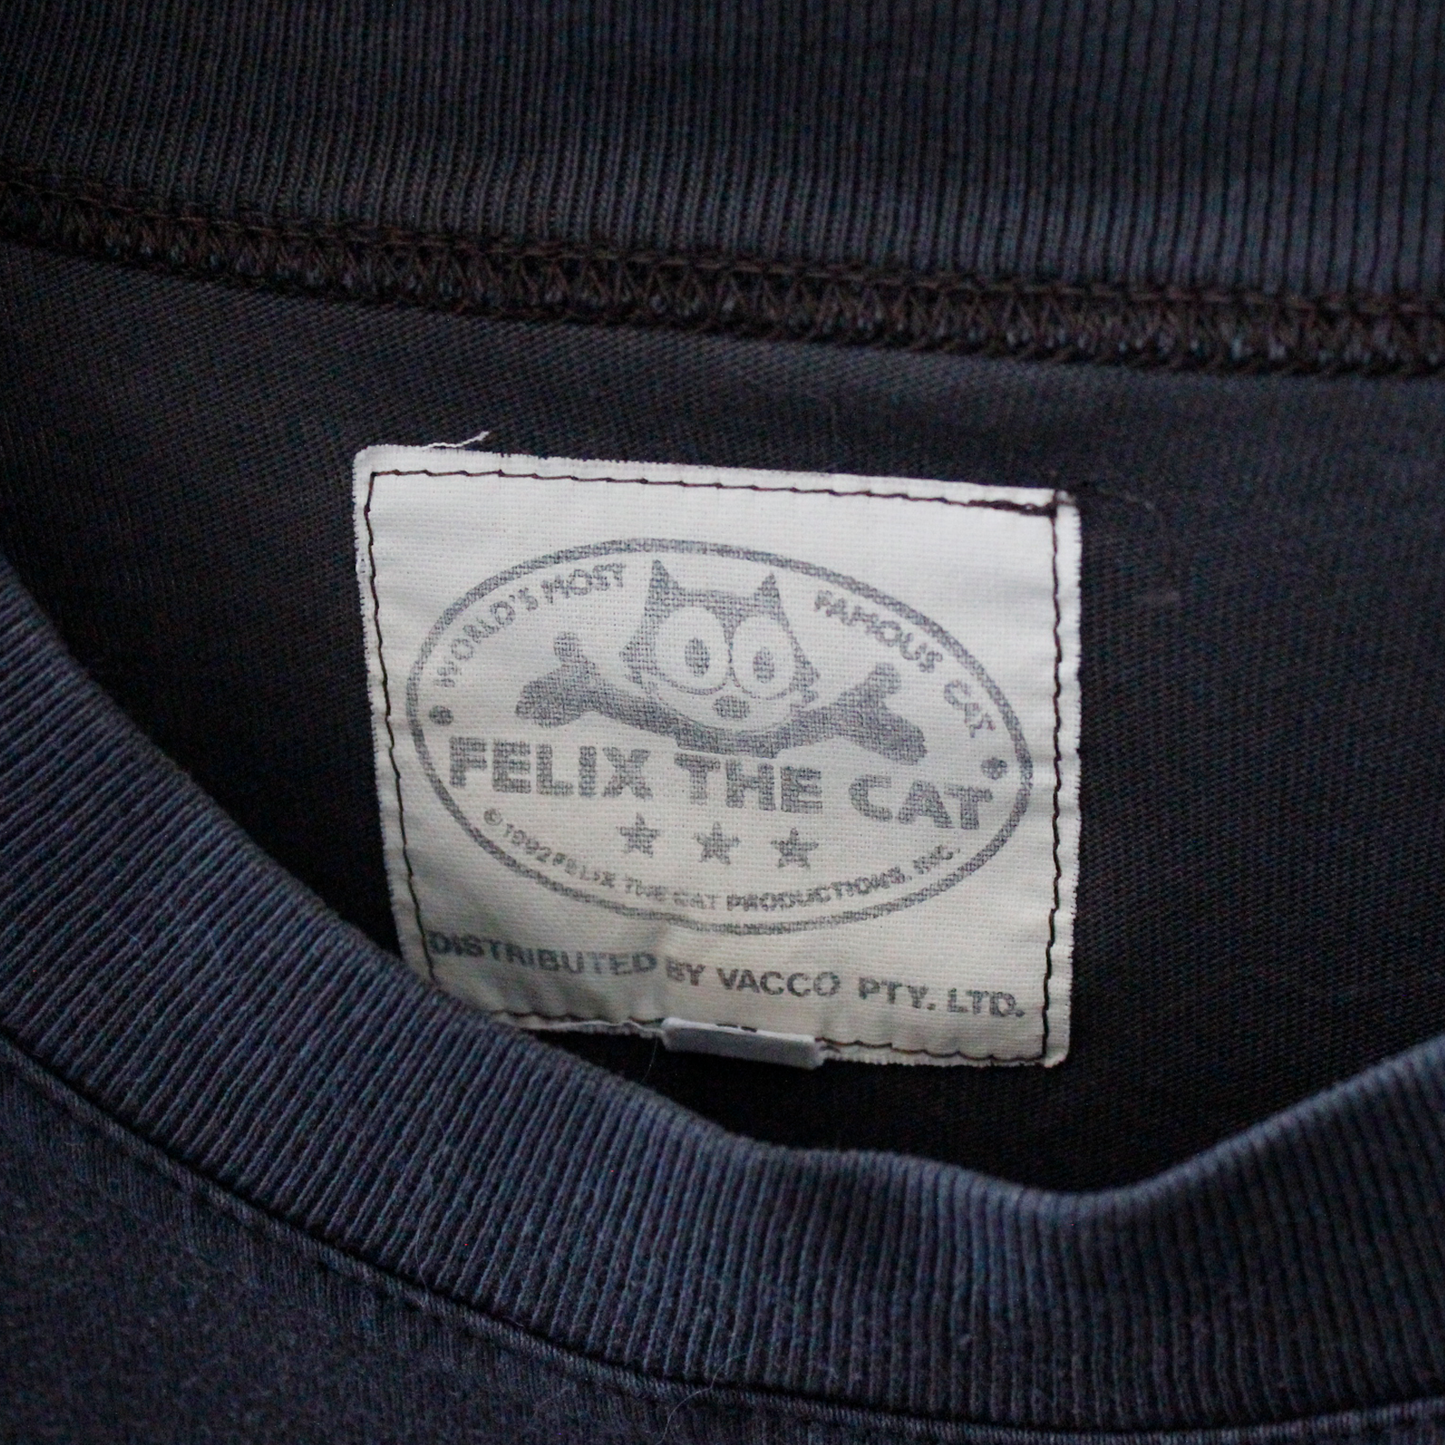 WORLD'S MOST FAMOUS CAT
FELIX THE CAT
© 1992 FELIX THE CAT PRODUCTIONS, INC.
DISTRIBUTED BY VACCO PTY. LTD.